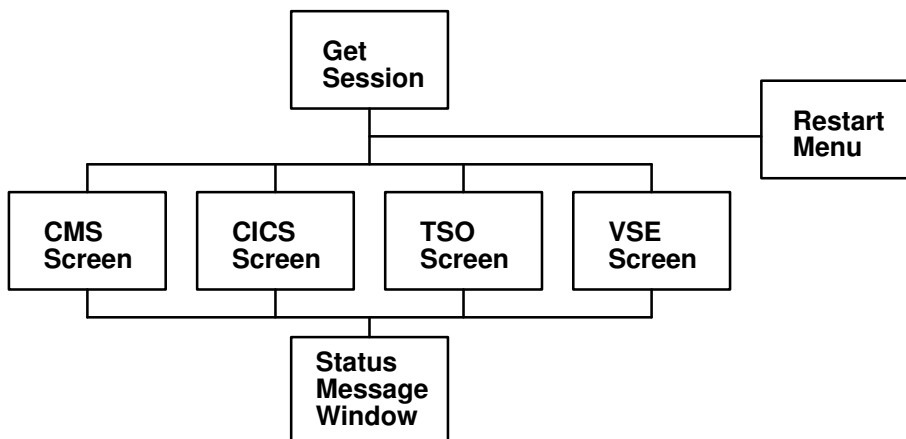 Get
Session
Restart
Menu
CMS
Screen
CICS
Screen
TSO
Screen
VSE
Screen
Status
Message
Window